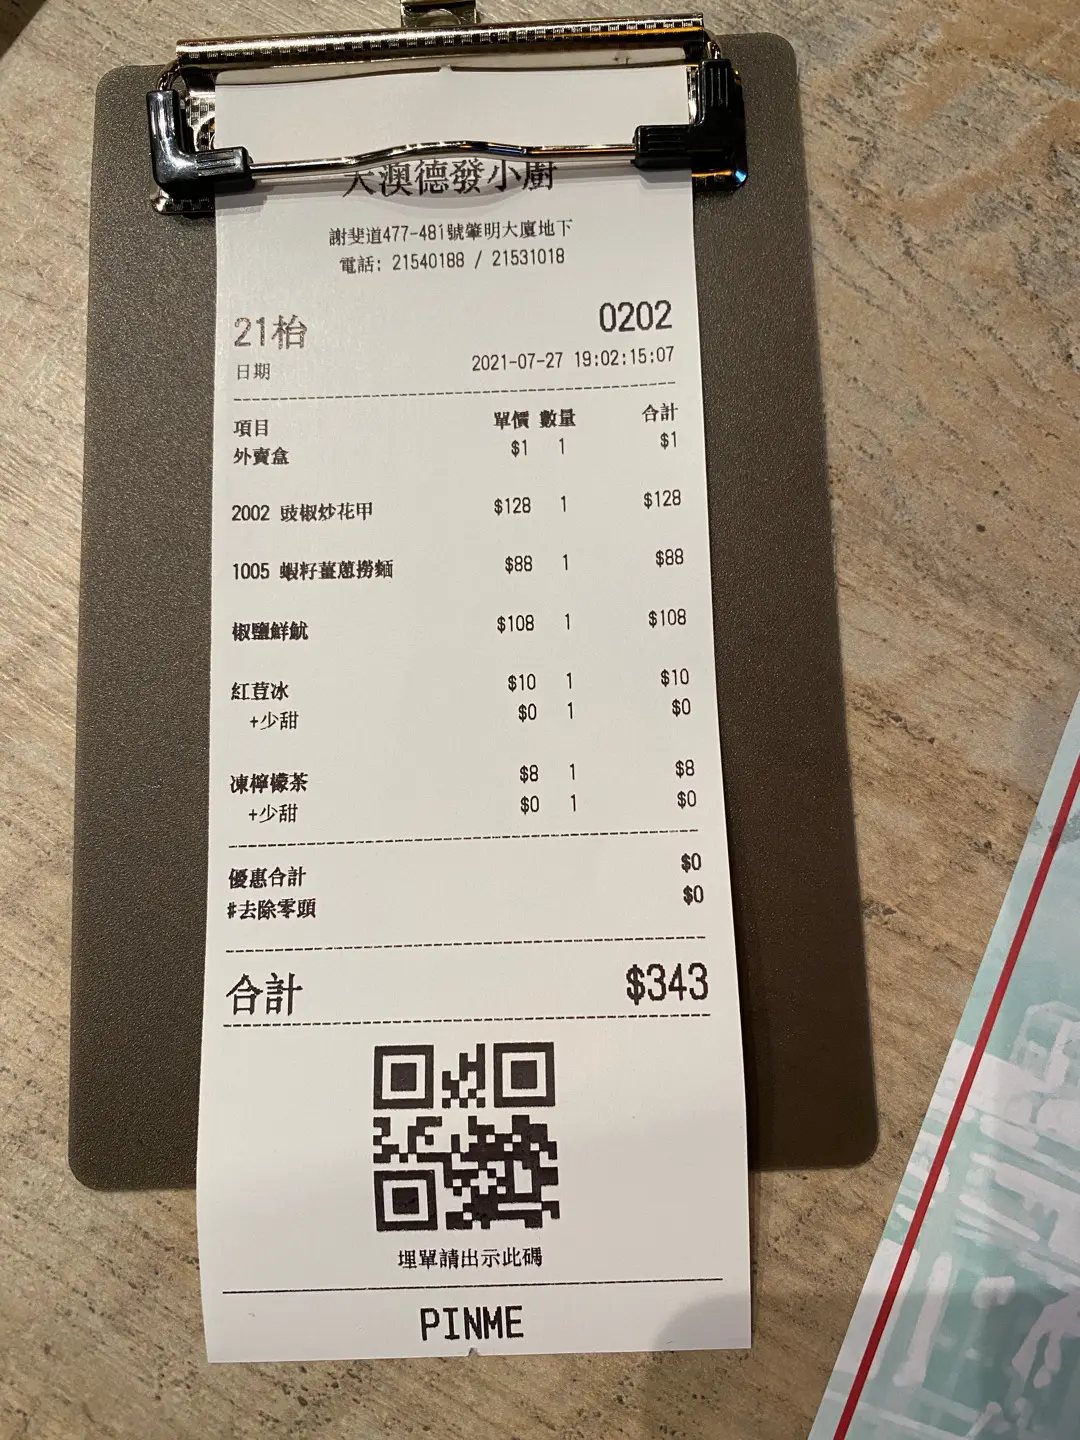 大澳德發小廚
謝斐道477-481號肇明大廈地下
電話: 21540188 / 21531018
21枱 0202
日期 2021-07-27 19:02:15:07
項目 單價 數量 合計
外賣盒 $1 1 $1
2002 豉椒炒花甲 $128 1 $128
1005 蝦籽薑蔥撈麵 $88 1 $88
椒鹽鮮魷 $108 1 $108
紅荳冰 $10 1 $10
+少甜 $0 1 $0
凍檸檬茶 $8 1 $8
+少甜 $0 1 $0
優惠合計 $0
#去除零頭 $0
合計 $343
埋單請出示此碼
PINME